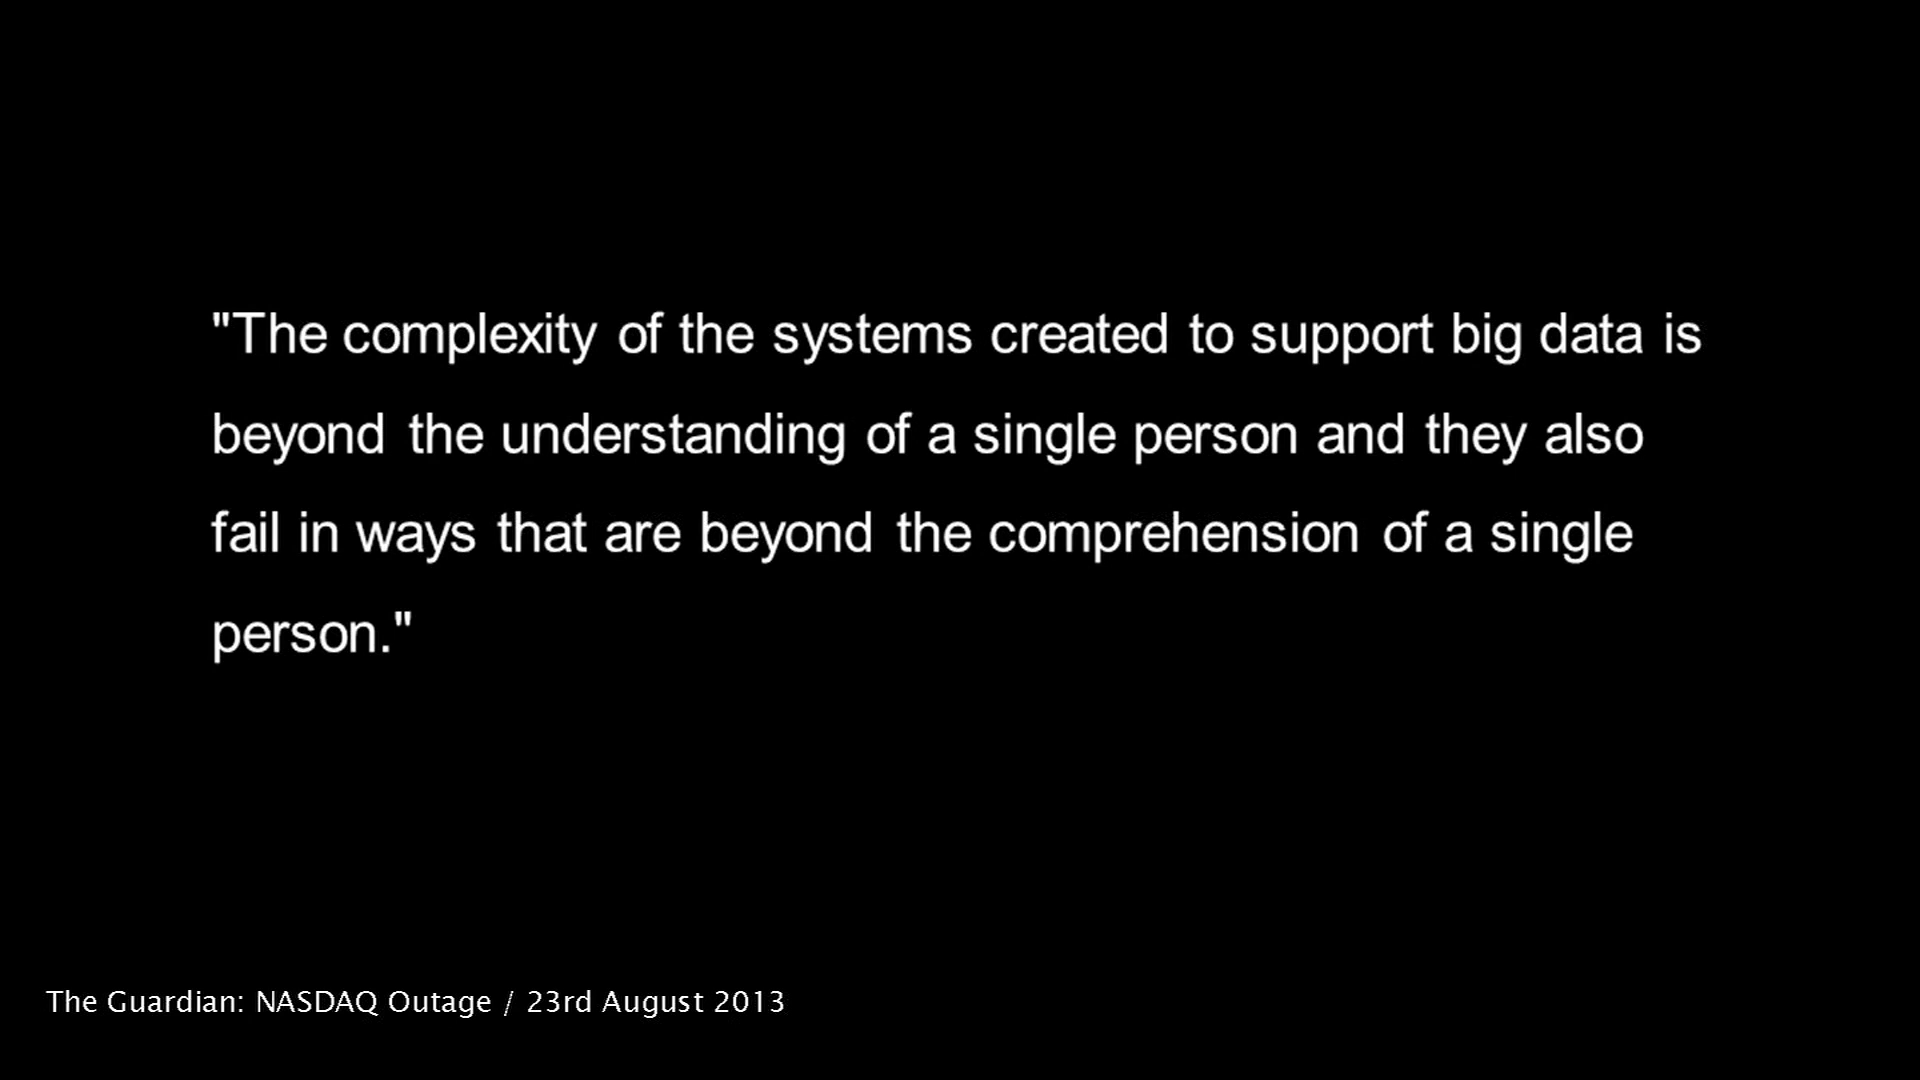 "The complexity of the systems created to support big data is
beyond the understanding of a single person and they also
fail in ways that are beyond the comprehension of a single
person."
The Guardian: NASDAQ Outage / 23rd August 2013